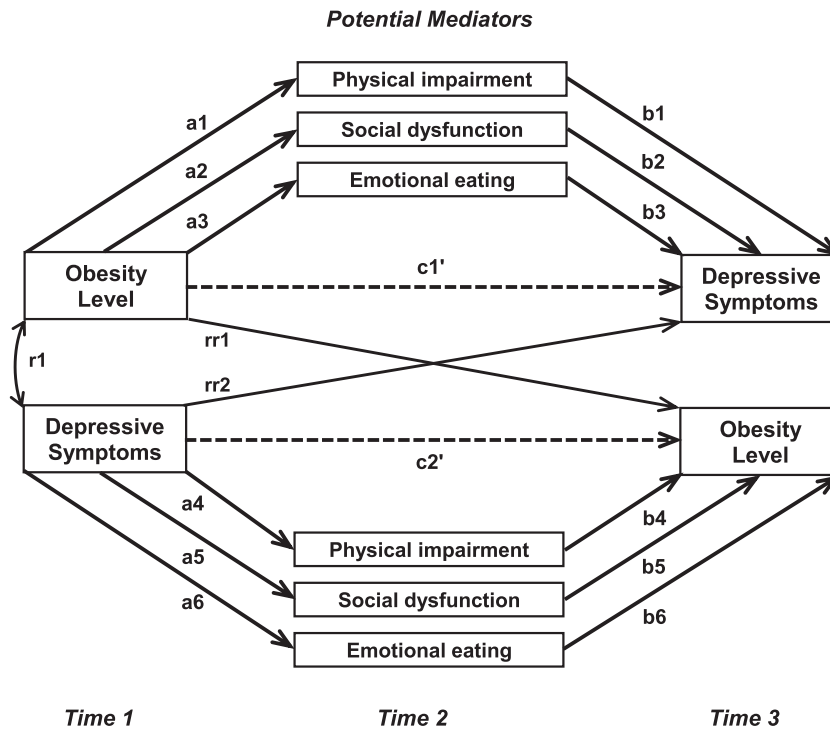 Potential Mediators
Physical impairment
a1
b1
Social dysfunction
a2
b2
Emotional eating
a3
b3
Obesity
Level
c1'
Depressive
Symptoms
rr1
r1
rr2
Depressive
Symptoms
c2'
Obesity
Level
a4
b4
Physical impairment
a5
b5
Social dysfunction
a6
b6
Emotional eating
Time 1
Time 2
Time 3